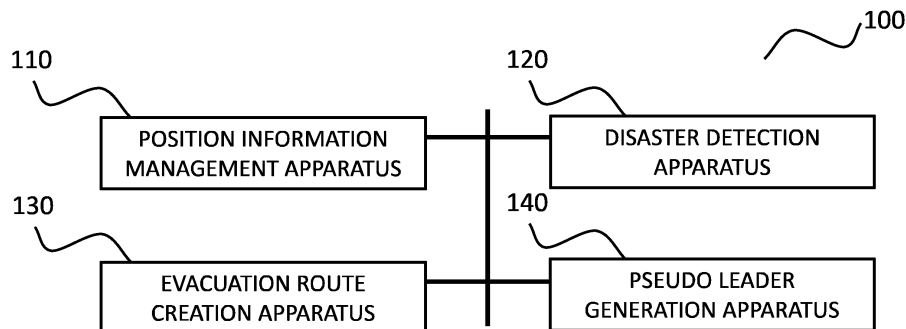 100
110
120
POSITION INFORMATION
MANAGEMENT APPARATUS
DISASTER DETECTION
APPARATUS
130
140
EVACUATION ROUTE
CREATION APPARATUS
PSEUDO LEADER
GENERATION APPARATUS